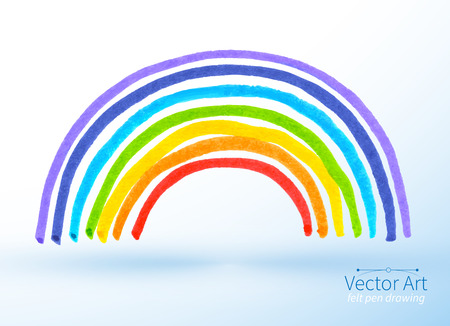 Vector Art
felt pen drawing